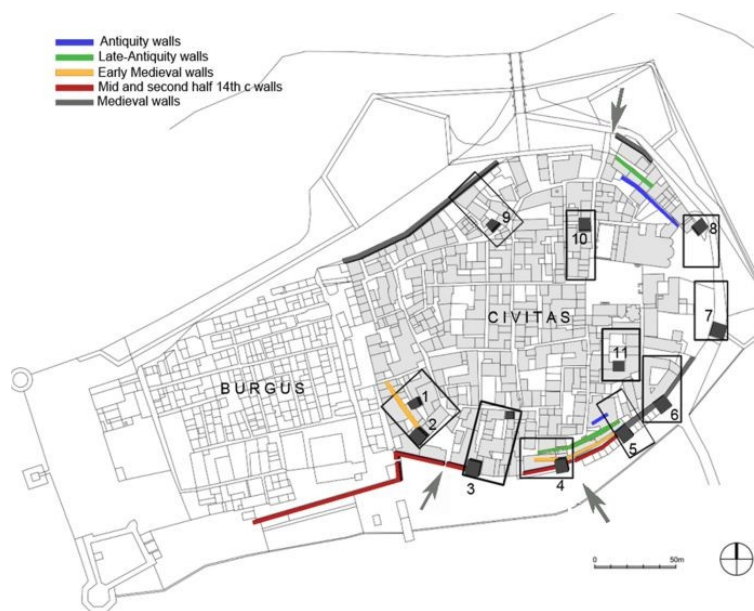 Antiquity walls
Late-Antiquity walls
Early Medieval walls
Mid and second half 14th c walls
Medieval walls
9
10
8
CIVITAS
7
11
BURGUS
1
2
6
5
3
4
0 50m